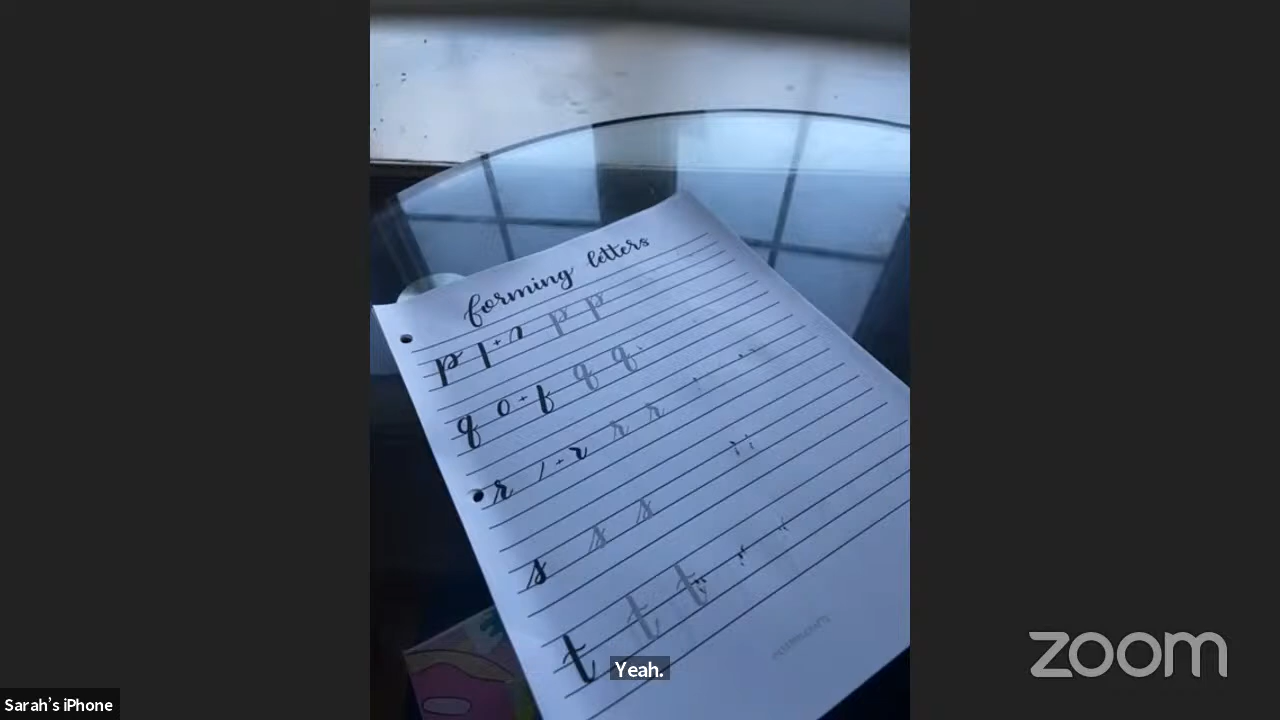 forming letters
p l + n p p
q o + f q q
r / + r r r
s s s
t t t
Yeah.
Sarah's iPhone
zoom